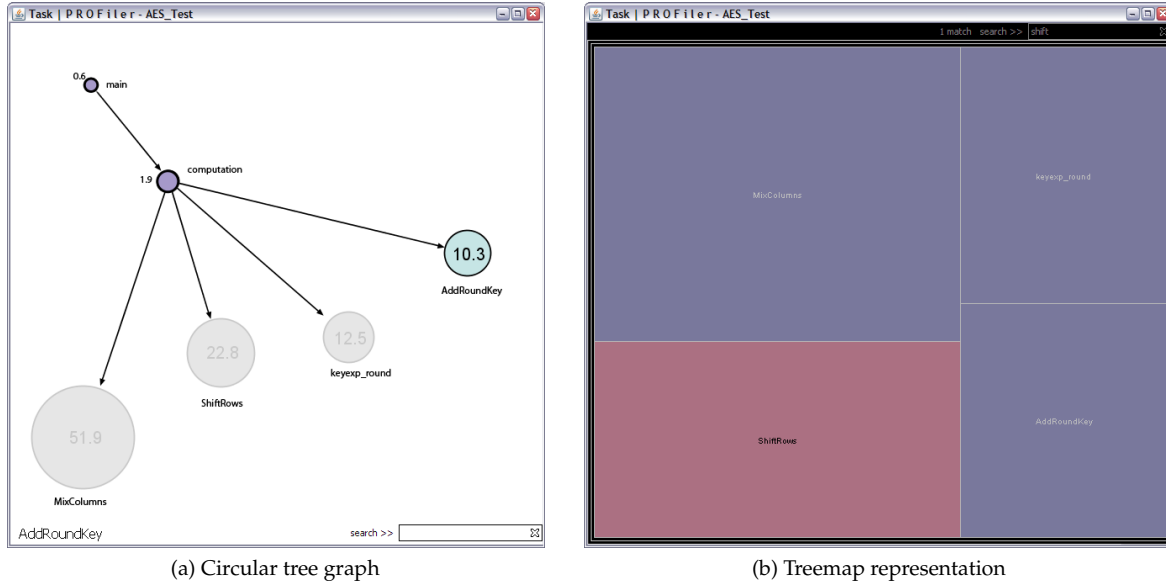 Task | P R O F i l e r - AES_Test
0.6
main
computation
1.9
10.3
AddRoundKey
22.8
12.5
keyexp_round
ShiftRows
51.9
MixColumns
AddRoundKey
search >>
(a) Circular tree graph
Task | P R O F i l e r - AES_Test
1 match search >> shift
MixColumns
keyexp_round
ShiftRows
AddRoundKey
(b) Treemap representation